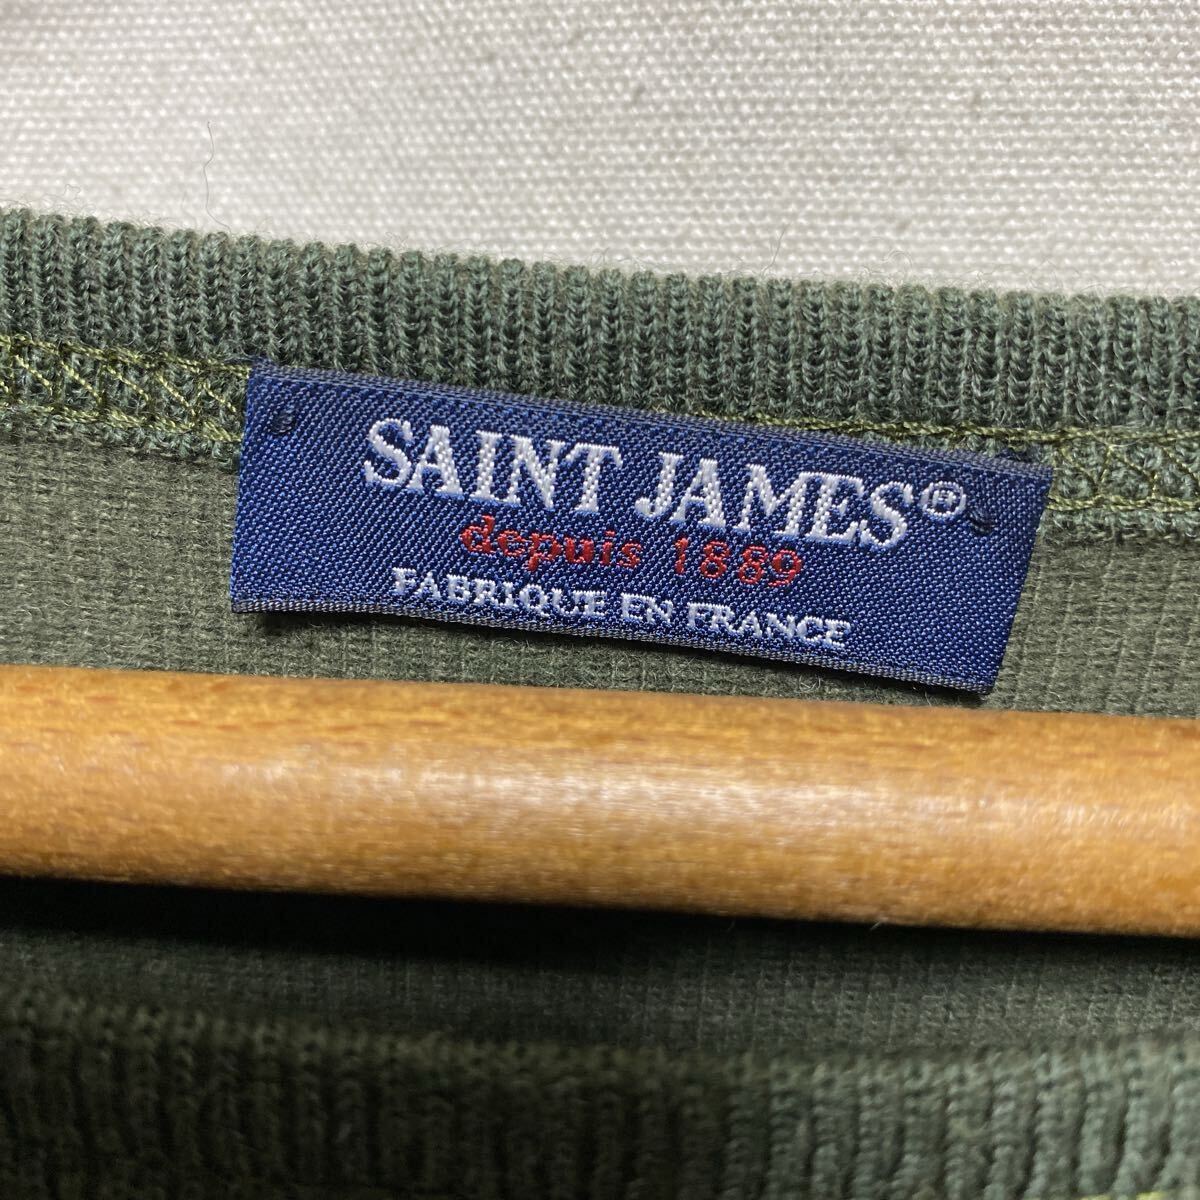 SAINT JAMES®
depuis 1889
FABRIQUE EN FRANCE